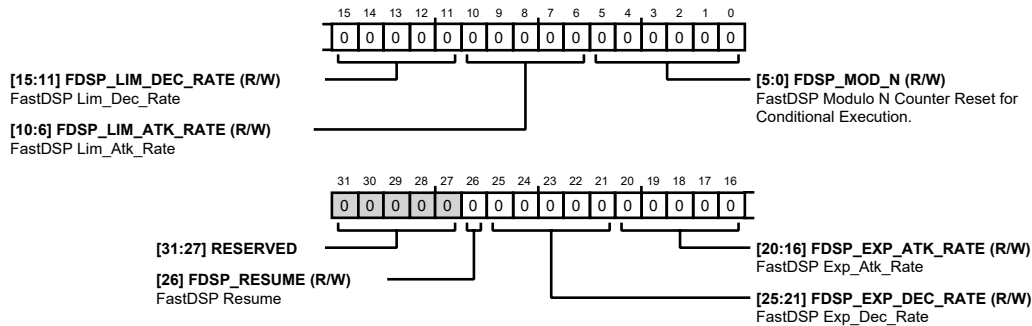 15 14 13 12 11 10 9 8 7 6 5 4 3 2 1 0
0 0 0 0 0 0 0 0 0 0 0 0 0 0 0 0
[15:11] FDSP_LIM_DEC_RATE (R/W)
FastDSP Lim_Dec_Rate
[5:0] FDSP_MOD_N (R/W)
FastDSP Modulo N Counter Reset for
Conditional Execution.
[10:6] FDSP_LIM_ATK_RATE (R/W)
FastDSP Lim_Atk_Rate
31 30 29 28 27 26 25 24 23 22 21 20 19 18 17 16
0 0 0 0 0 0 0 0 0 0 0 0 0 0 0 0
[31:27] RESERVED
[20:16] FDSP_EXP_ATK_RATE (R/W)
FastDSP Exp_Atk_Rate
[26] FDSP_RESUME (R/W)
FastDSP Resume
[25:21] FDSP_EXP_DEC_RATE (R/W)
FastDSP Exp_Dec_Rate